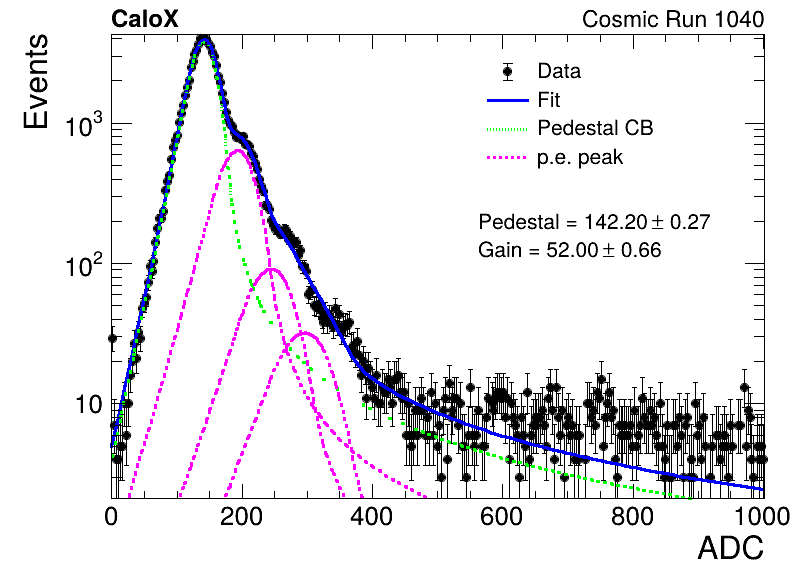 CaloX Cosmic Run 1040
Events
Data
Fit
Pedestal CB
p.e. peak
Pedestal = 142.20 ± 0.27
Gain = 52.00 ± 0.66
10³
10²
10
0 200 400 600 800 1000
ADC